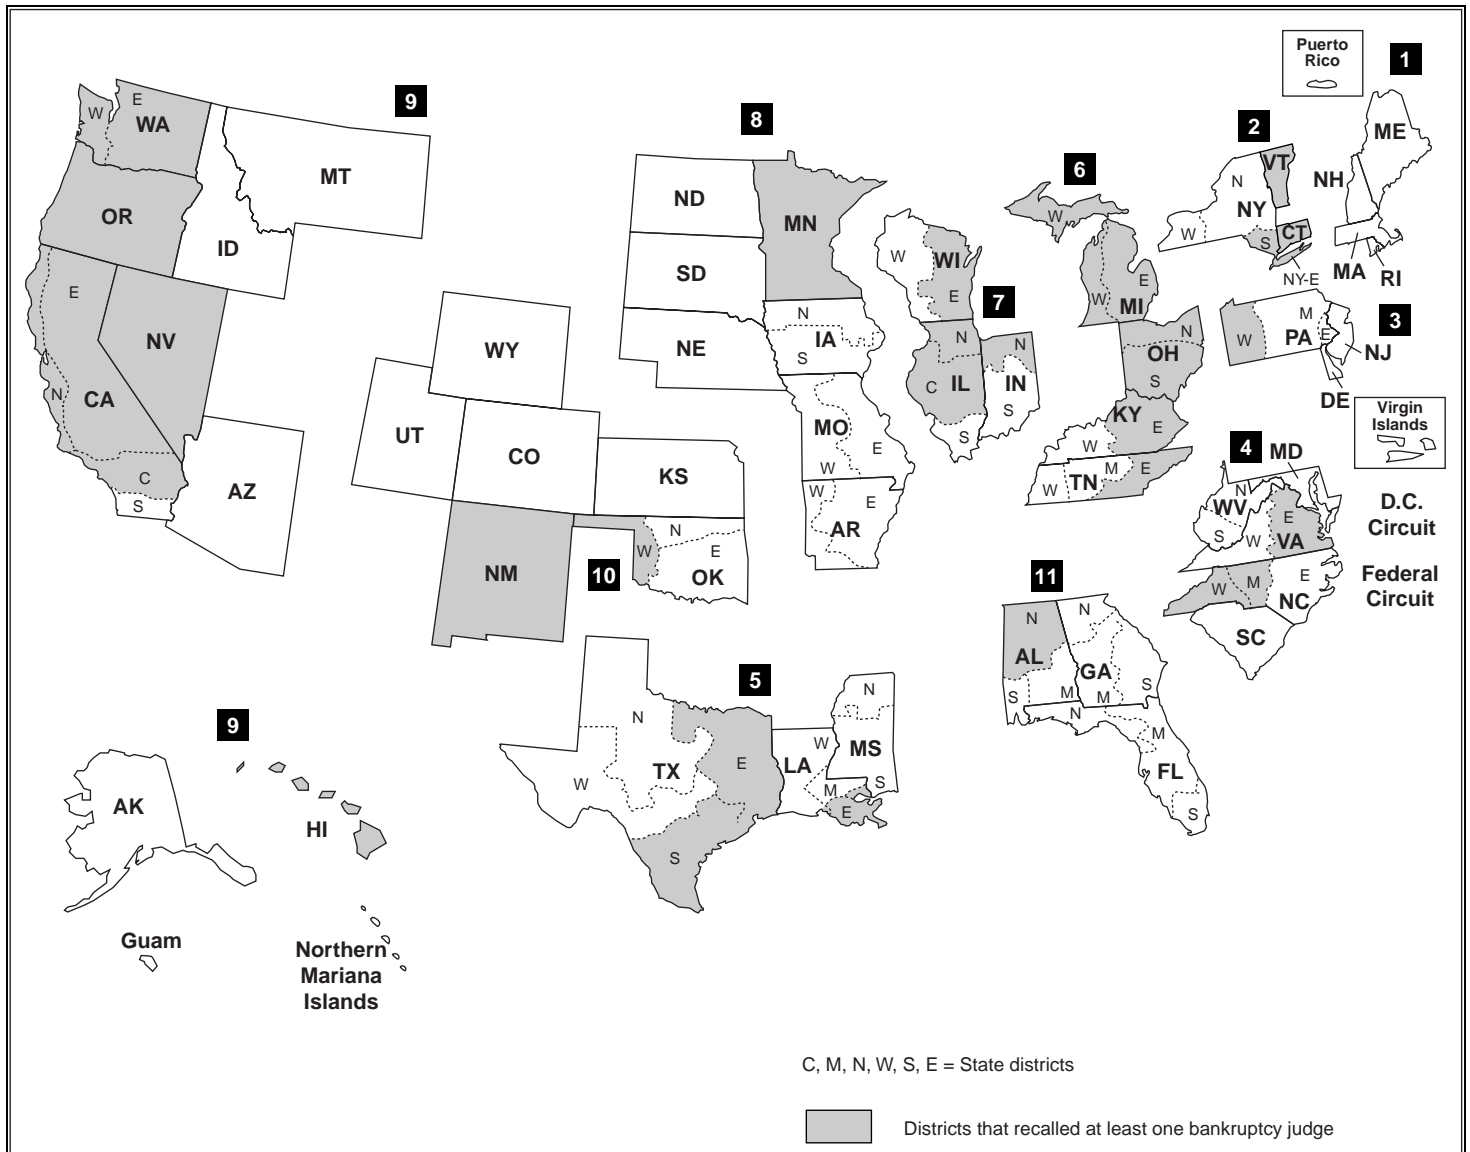 Puerto
Rico
1
9
8
2
6
W
E
WA
MT
ME
VT
NH
N
NY
W
S
CT
NY-E
MA
RI
OR
ID
ND
MN
W
W
E
MI
W
WI
E
7
SD
E
NV
N
CA
C
S
WY
NE
N
IA
S
N
IL
C
S
N
IN
S
N
OH
S
W
M
PA
E
3
NJ
DE
Virgin
Islands
KY
E
W
UT
CO
KS
MO
E
W
TN
M
E
W
4
MD
AZ
W
E
AR
N
WV
S
W
E
VA
D.C.
Circuit
NM
10
W
N
E
OK
11
W
M
E
NC
Federal
Circuit
SC
N
AL
S
M
N
GA
M
S
5
N
MS
S
N
TX
W
E
S
W
LA
M
E
N
M
FL
S
9
AK
HI
Guam
Northern
Mariana
Islands
C, M, N, W, S, E = State districts
Districts that recalled at least one bankruptcy judge